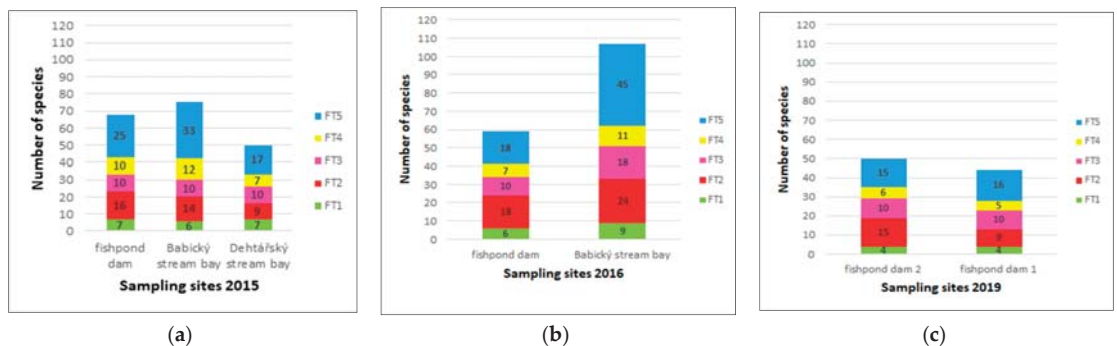 Number of species
120
110
100
90
80
70
60
50
40
30
20
10
0
25
10
10
16
7
33
12
10
14
6
17
7
10
9
7
fishpond dam
Babický stream bay
Dehtářský stream bay
Sampling sites 2015
FT5
FT4
FT3
FT2
FT1
(a)
Number of species
120
110
100
90
80
70
60
50
40
30
20
10
0
18
7
10
18
6
45
11
18
24
9
fishpond dam
Babický stream bay
Sampling sites 2016
FT5
FT4
FT3
FT2
FT1
(b)
Number of species
120
110
100
90
80
70
60
50
40
30
20
10
0
15
6
10
15
4
16
5
10
9
4
fishpond dam 2
fishpond dam 1
Sampling sites 2019
FT5
FT4
FT3
FT2
FT1
(c)